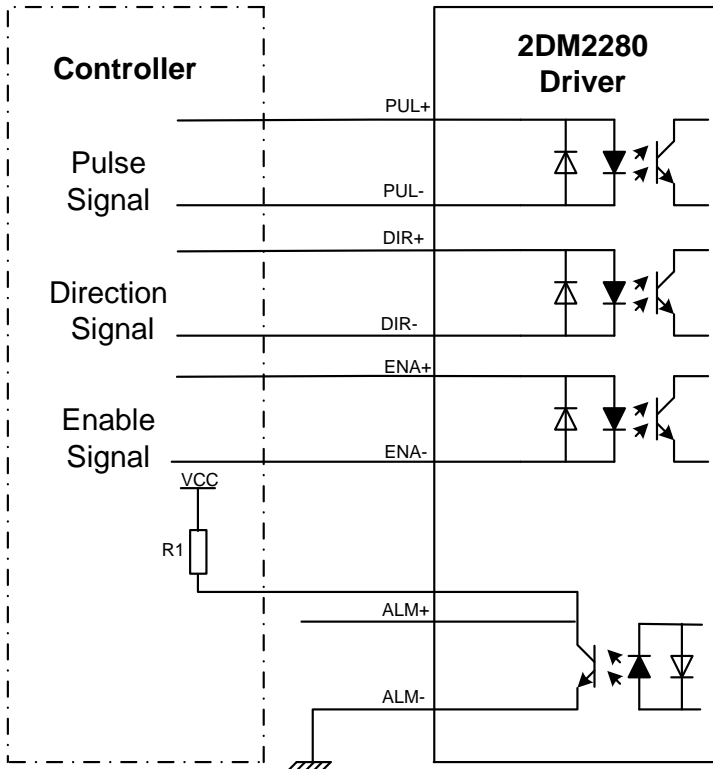 Controller
2DM2280
Driver
PUL+
Pulse
Signal
PUL-
DIR+
Direction
Signal
DIR-
ENA+
Enable
Signal
ENA-
VCC
R1
ALM+
ALM-